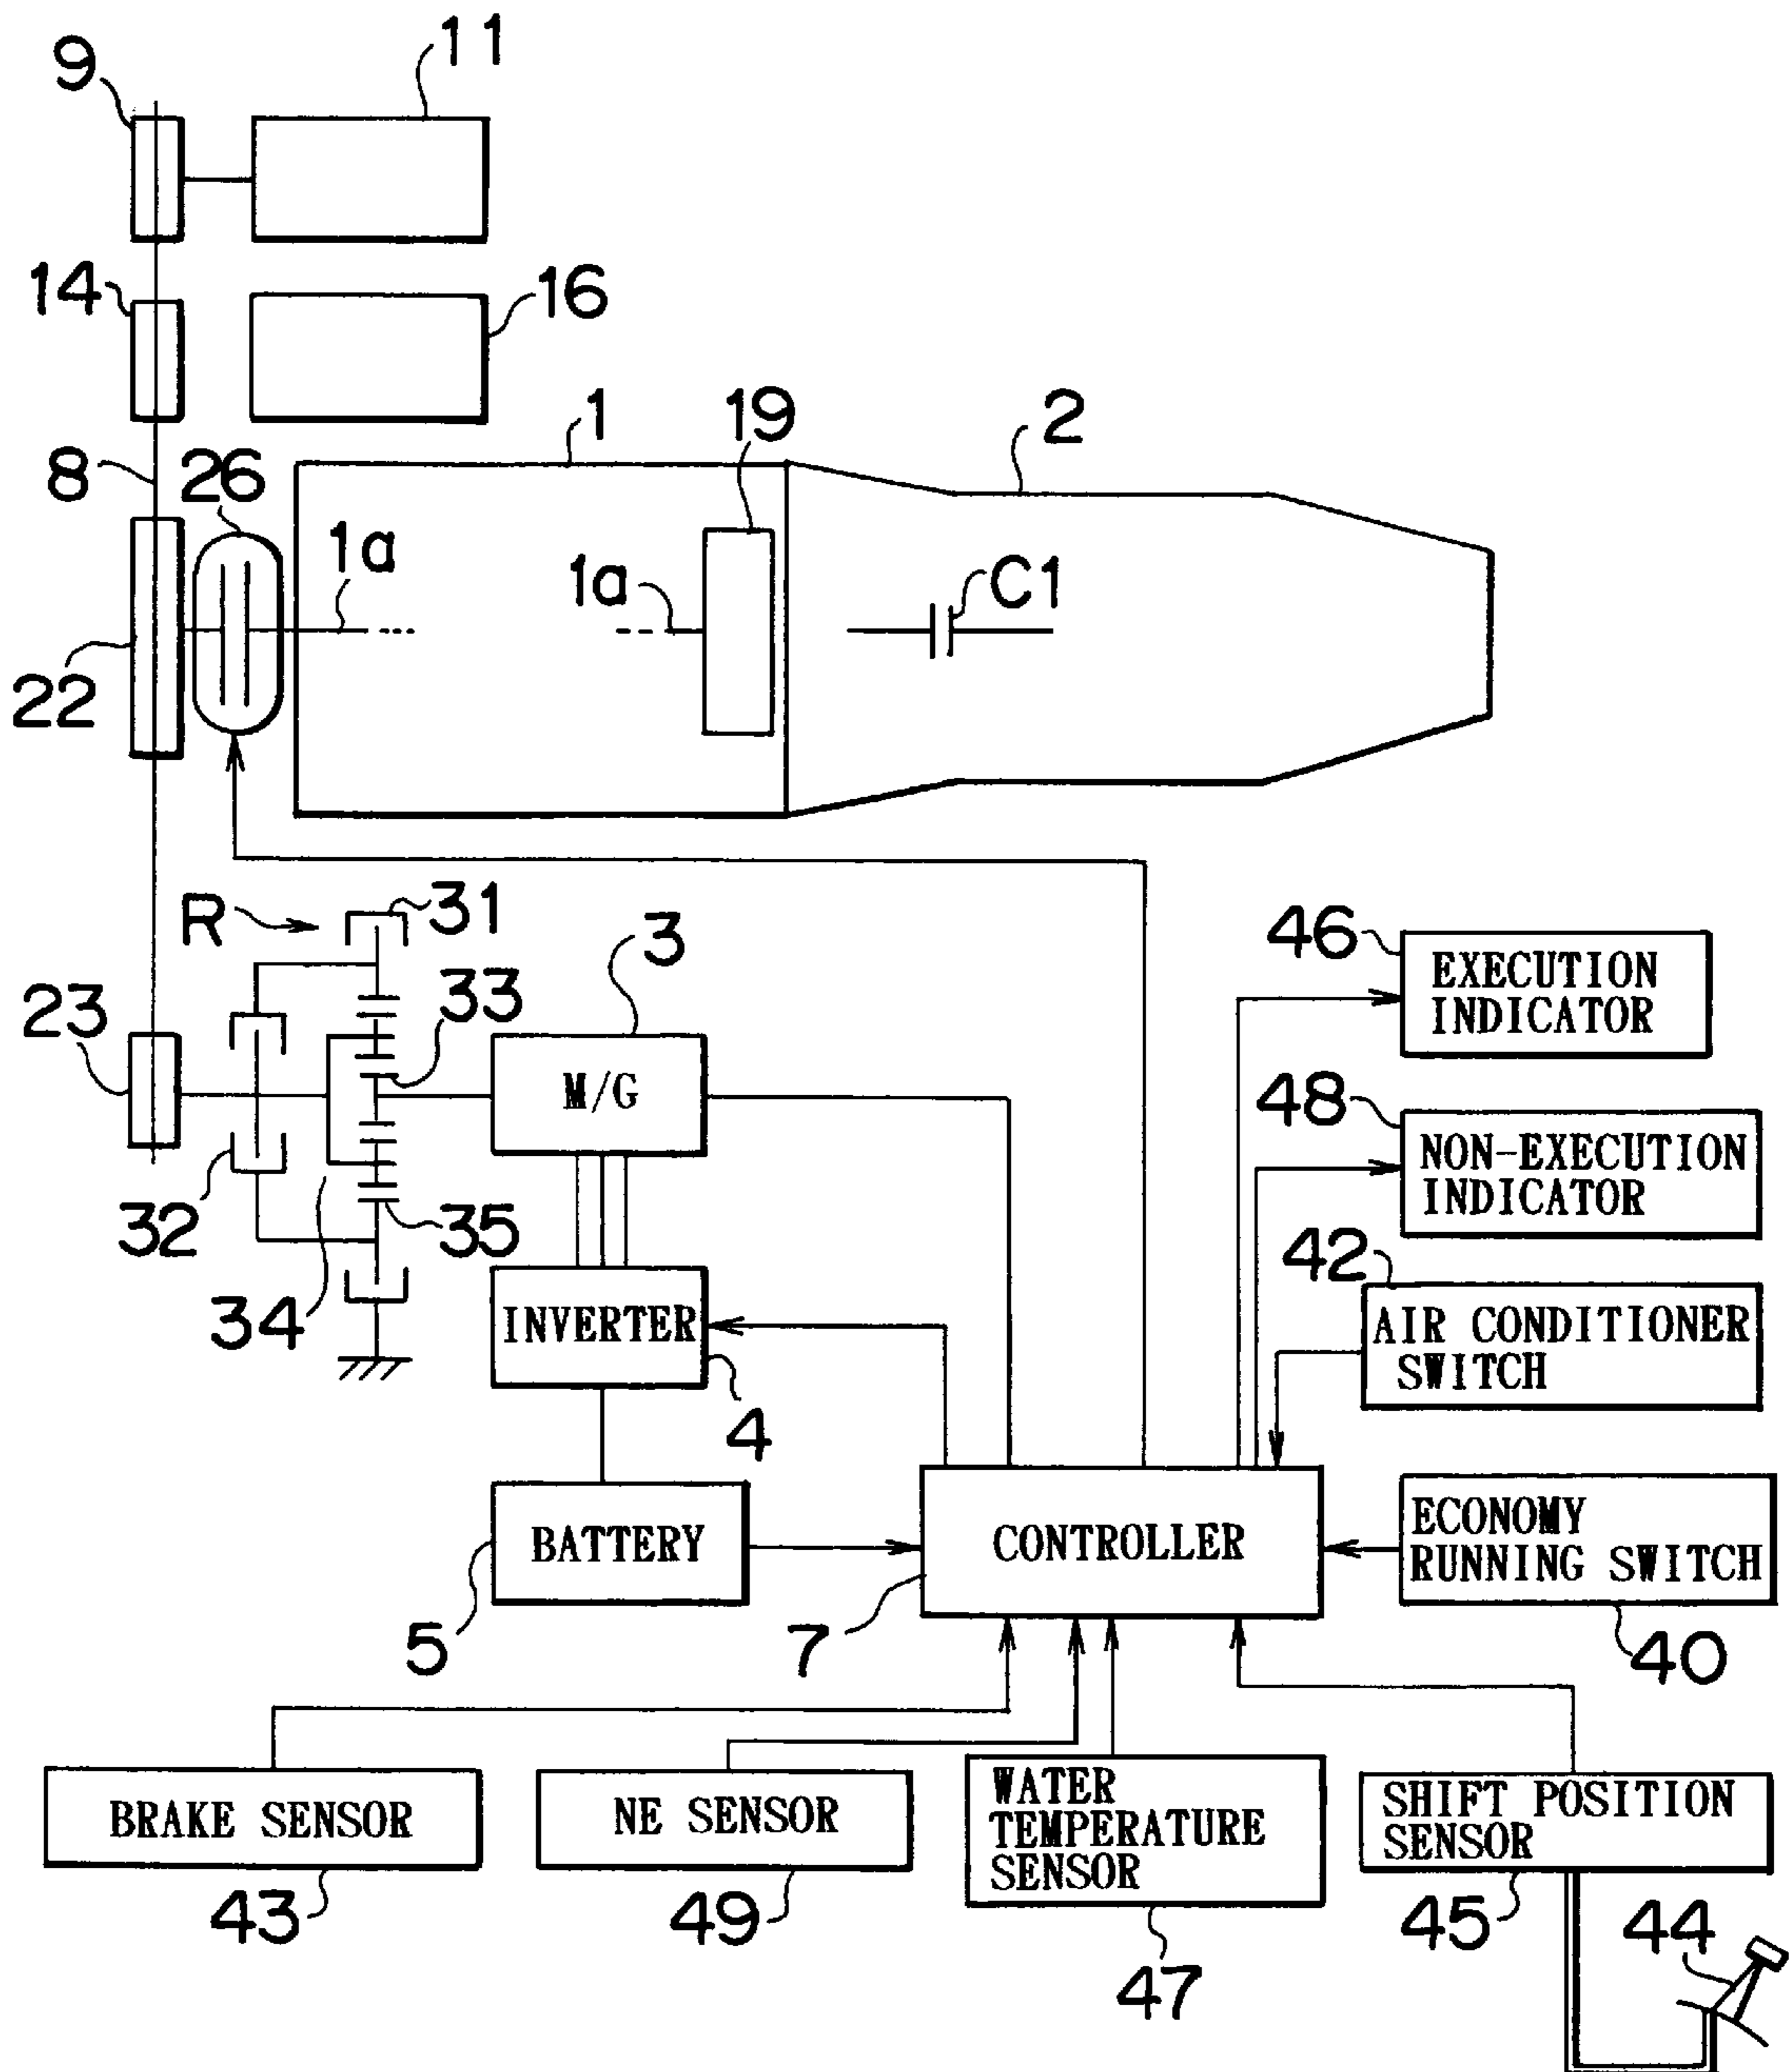 11
9
14
16
1
19
2
8
26
1a
1a
C1
22
R
31
3
46
EXECUTION
INDICATOR
33
23
M/G
48
NON-EXECUTION
INDICATOR
32
35
42
34
INVERTER
AIR CONDITIONER
SWITCH
4
BATTERY
CONTROLLER
ECONOMY
RUNNING SWITCH
5
7
40
BRAKE SENSOR
NE SENSOR
WATER
TEMPERATURE
SENSOR
SHIFT POSITION
SENSOR
43
49
47
45
44